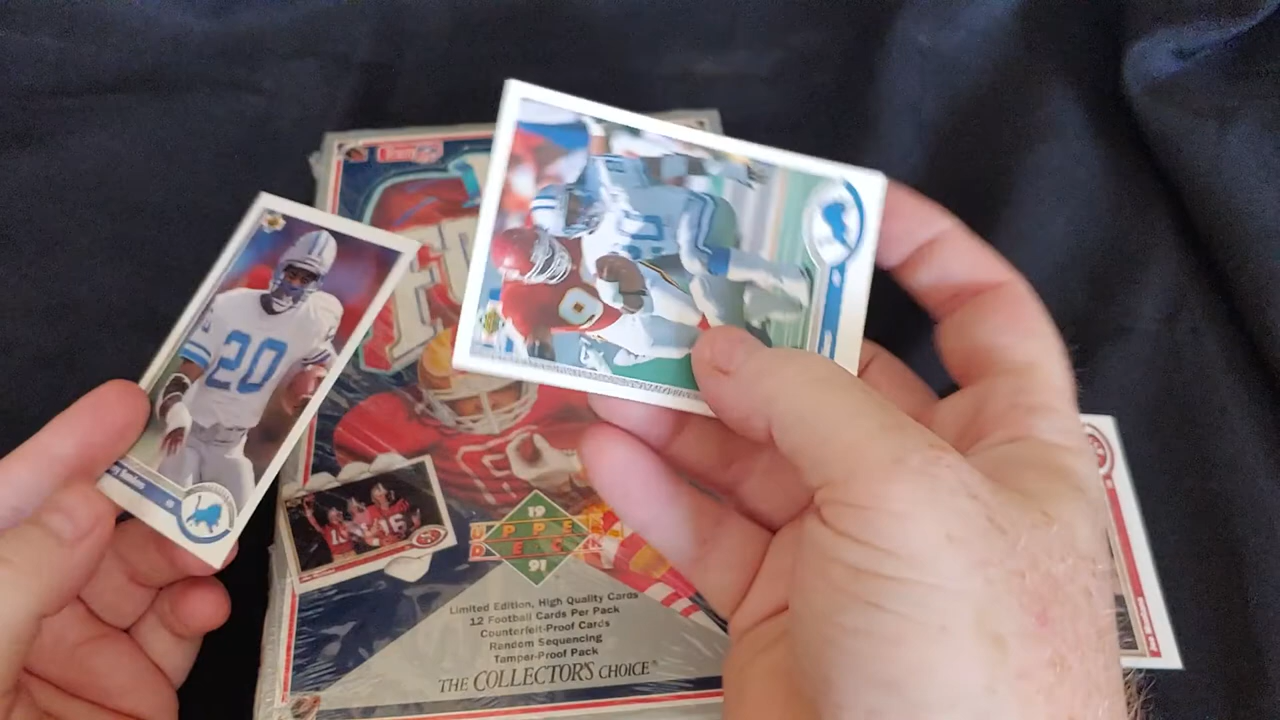 20
19
UPPER
DECK
91
Limited Edition, High Quality Cards
12 Football Cards Per Pack
Counterfeit-Proof Cards
Random Sequencing
Tamper-Proof Pack
THE COLLECTOR'S CHOICE